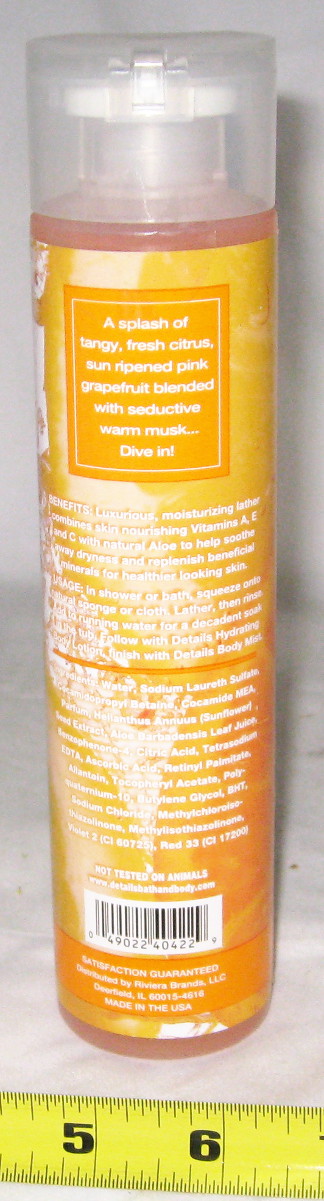 A splash of
tangy, fresh citrus,
sun ripened pink
grapefruit blended
with seductive
warm musk...
Dive in!
BENEFITS: Luxurious, moisturizing lather
combines skin nourishing Vitamins A, E
and C with natural Aloe to help soothe
away dryness and replenish beneficial
minerals for healthier looking skin.
USAGE: In shower or bath, squeeze onto
natural sponge or cloth. Lather, then rinse.
Add to running water for a decadent soak
in the tub. Follow with Details Hydrating
Body Lotion, finish with Details Body Mist.
Ingredients: Water, Sodium Laureth Sulfate,
Cocamidopropyl Betaine, Cocamide MEA,
Parfum, Helianthus Annuus (Sunflower)
Seed Extract, Aloe Barbadensis Leaf Juice,
Benzophenone-4, Citric Acid, Tetrasodium
EDTA, Ascorbic Acid, Retinyl Palmitate,
Allantoin, Tocopheryl Acetate, Poly-
quaternium-10, Butylene Glycol, BHT,
Sodium Chloride, Methylchloroiso-
thiazolinone, Methylisothiazolinone,
Violet 2 (CI 60725), Red 33 (CI 17200)
NOT TESTED ON ANIMALS
www.detailsbathandbody.com
0 49022 40422 9
SATISFACTION GUARANTEED
Distributed by Riviera Brands, LLC
Deerfield, IL 60015-4616
MADE IN THE USA
5 6